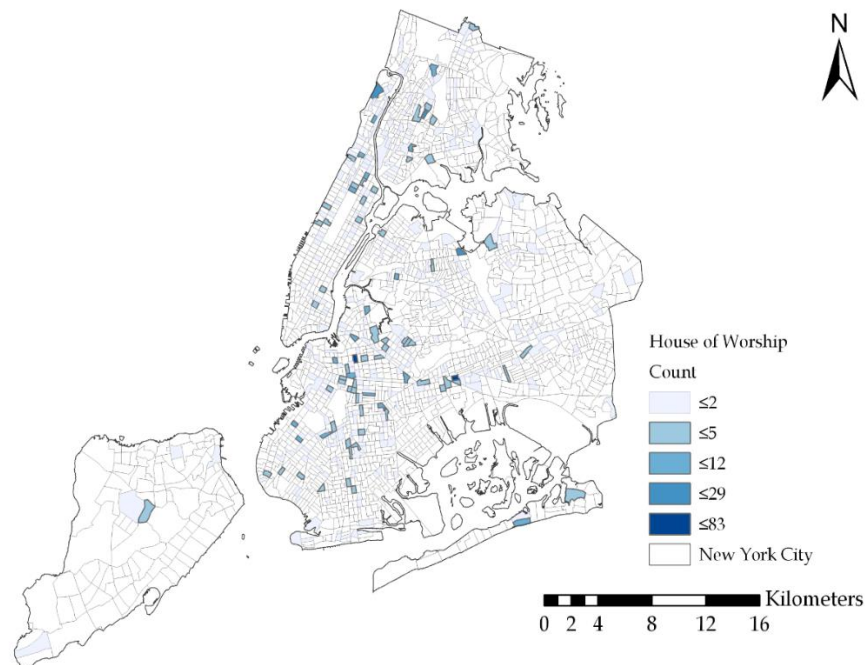 N
House of Worship
Count
≤2
≤5
≤12
≤29
≤83
New York City
Kilometers
0 2 4 8 12 16